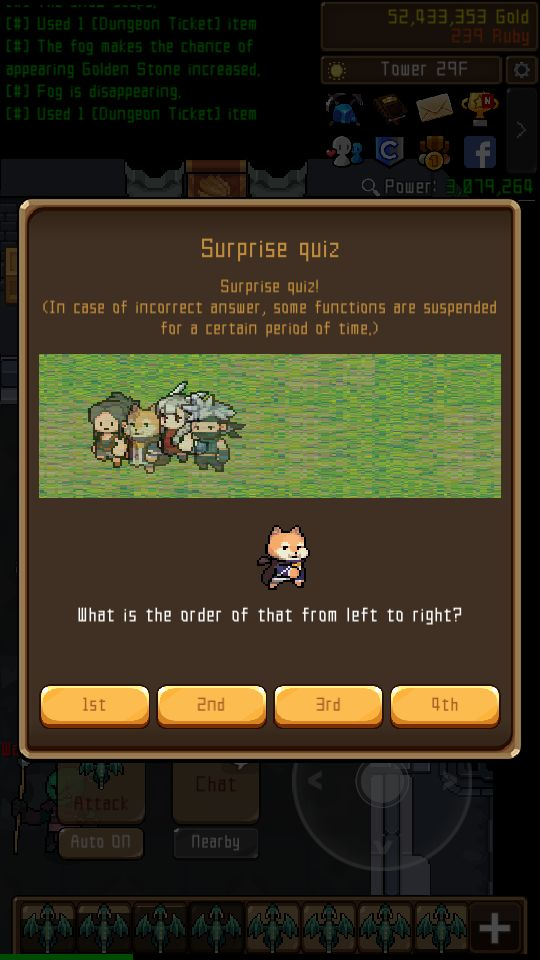 [#] Used 1 [Dungeon Ticket] item
[#] The fog makes the chance of
appearing Golden Stone increased.
[#] Fog is disappearing.
[#] Used 1 [Dungeon Ticket] item
52,433,353 Gold
239 Ruby
Tower 29F
N
C
1
f
Power: 3,079,264
Surprise quiz
Surprise quiz!
(In case of incorrect answer, some functions are suspended
for a certain period of time.)
What is the order of that from left to right?
1st
2nd
3rd
4th
Attack
Chat
Auto ON
Nearby